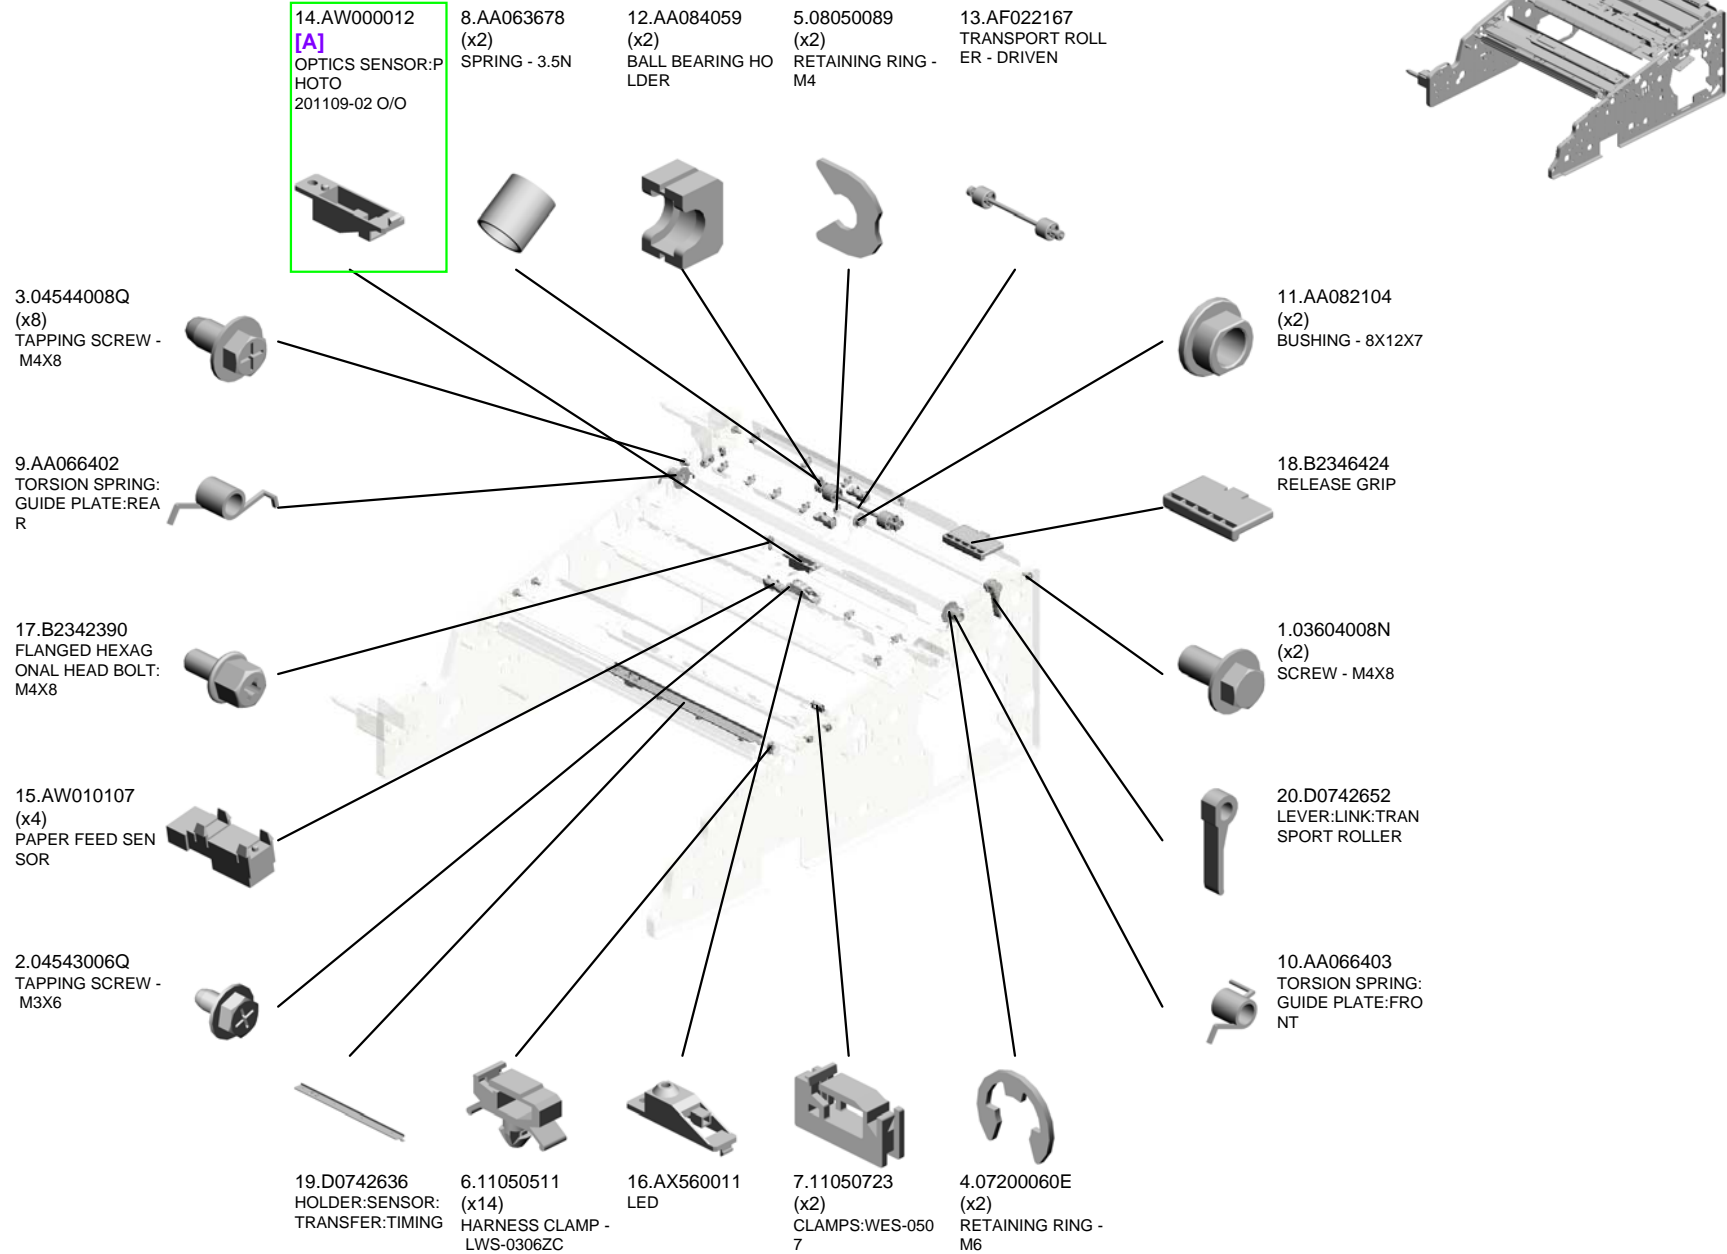 14.AW000012
[A]
OPTICS SENSOR:P
HOTO
201109-02 O/O
8.AA063678
(x2)
SPRING - 3.5N
12.AA084059
(x2)
BALL BEARING HO
LDER
5.08050089
(x2)
RETAINING RING -
M4
13.AF022167
TRANSPORT ROLL
ER - DRIVEN
3.04544008Q
(x8)
TAPPING SCREW -
M4X8
11.AA082104
(x2)
BUSHING - 8X12X7
9.AA066402
TORSION SPRING:
GUIDE PLATE:REA
R
18.B2346424
RELEASE GRIP
17.B2342390
FLANGED HEXAG
ONAL HEAD BOLT:
M4X8
1.03604008N
(x2)
SCREW - M4X8
15.AW010107
(x4)
PAPER FEED SEN
SOR
20.D0742652
LEVER:LINK:TRAN
SPORT ROLLER
2.04543006Q
TAPPING SCREW -
M3X6
10.AA066403
TORSION SPRING:
GUIDE PLATE:FRO
NT
19.D0742636
HOLDER:SENSOR:
TRANSFER:TIMING
6.11050511
(x14)
HARNESS CLAMP -
LWS-0306ZC
16.AX560011
LED
7.11050723
(x2)
CLAMPS:WES-050
7
4.07200060E
(x2)
RETAINING RING -
M6